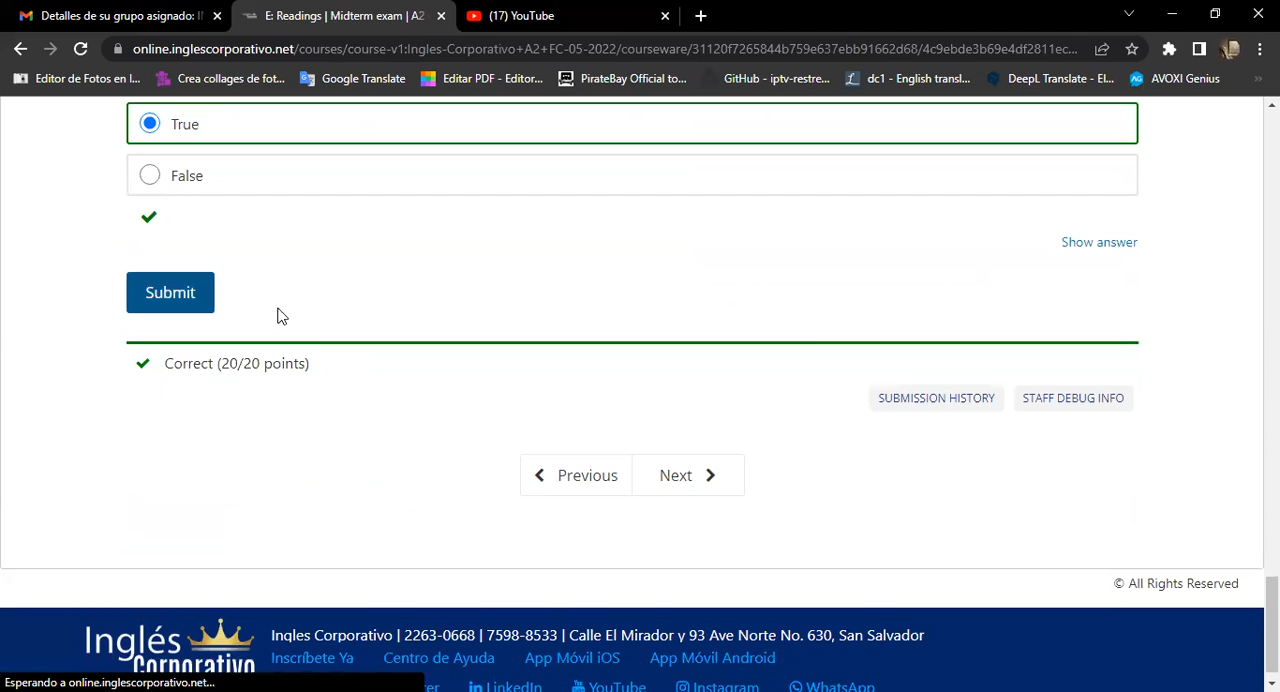 Detalles de su grupo asignado: I
E: Readings | Midterm exam | A2
(17) YouTube
online.inglescorporativo.net/courses/course-v1:Ingles-Corporativo+A2+FC-05-2022/courseware/31120f7265844b759e637ebb91662d68/4c9ebde3b69e4df2811ec...
Editor de Fotos en l...
Crea collages de fot...
Google Translate
Editar PDF - Editor...
PirateBay Official to...
GitHub - iptv-restre...
dc1 - English transl...
DeepL Translate - El...
AVOXI Genius
»
True
False
Show answer
Submit
Correct (20/20 points)
SUBMISSION HISTORY
STAFF DEBUG INFO
Previous
Next
© All Rights Reserved
Inglés Corporativo
Ingles Corporativo | 2263-0668 | 7598-8533 | Calle El Mirador y 93 Ave Norte No. 630, San Salvador
Inscríbete Ya
Centro de Ayuda
App Móvil iOS
App Móvil Android
LinkedIn
YouTube
Instagram
WhatsApp
Esperando a online.inglescorporativo.net...